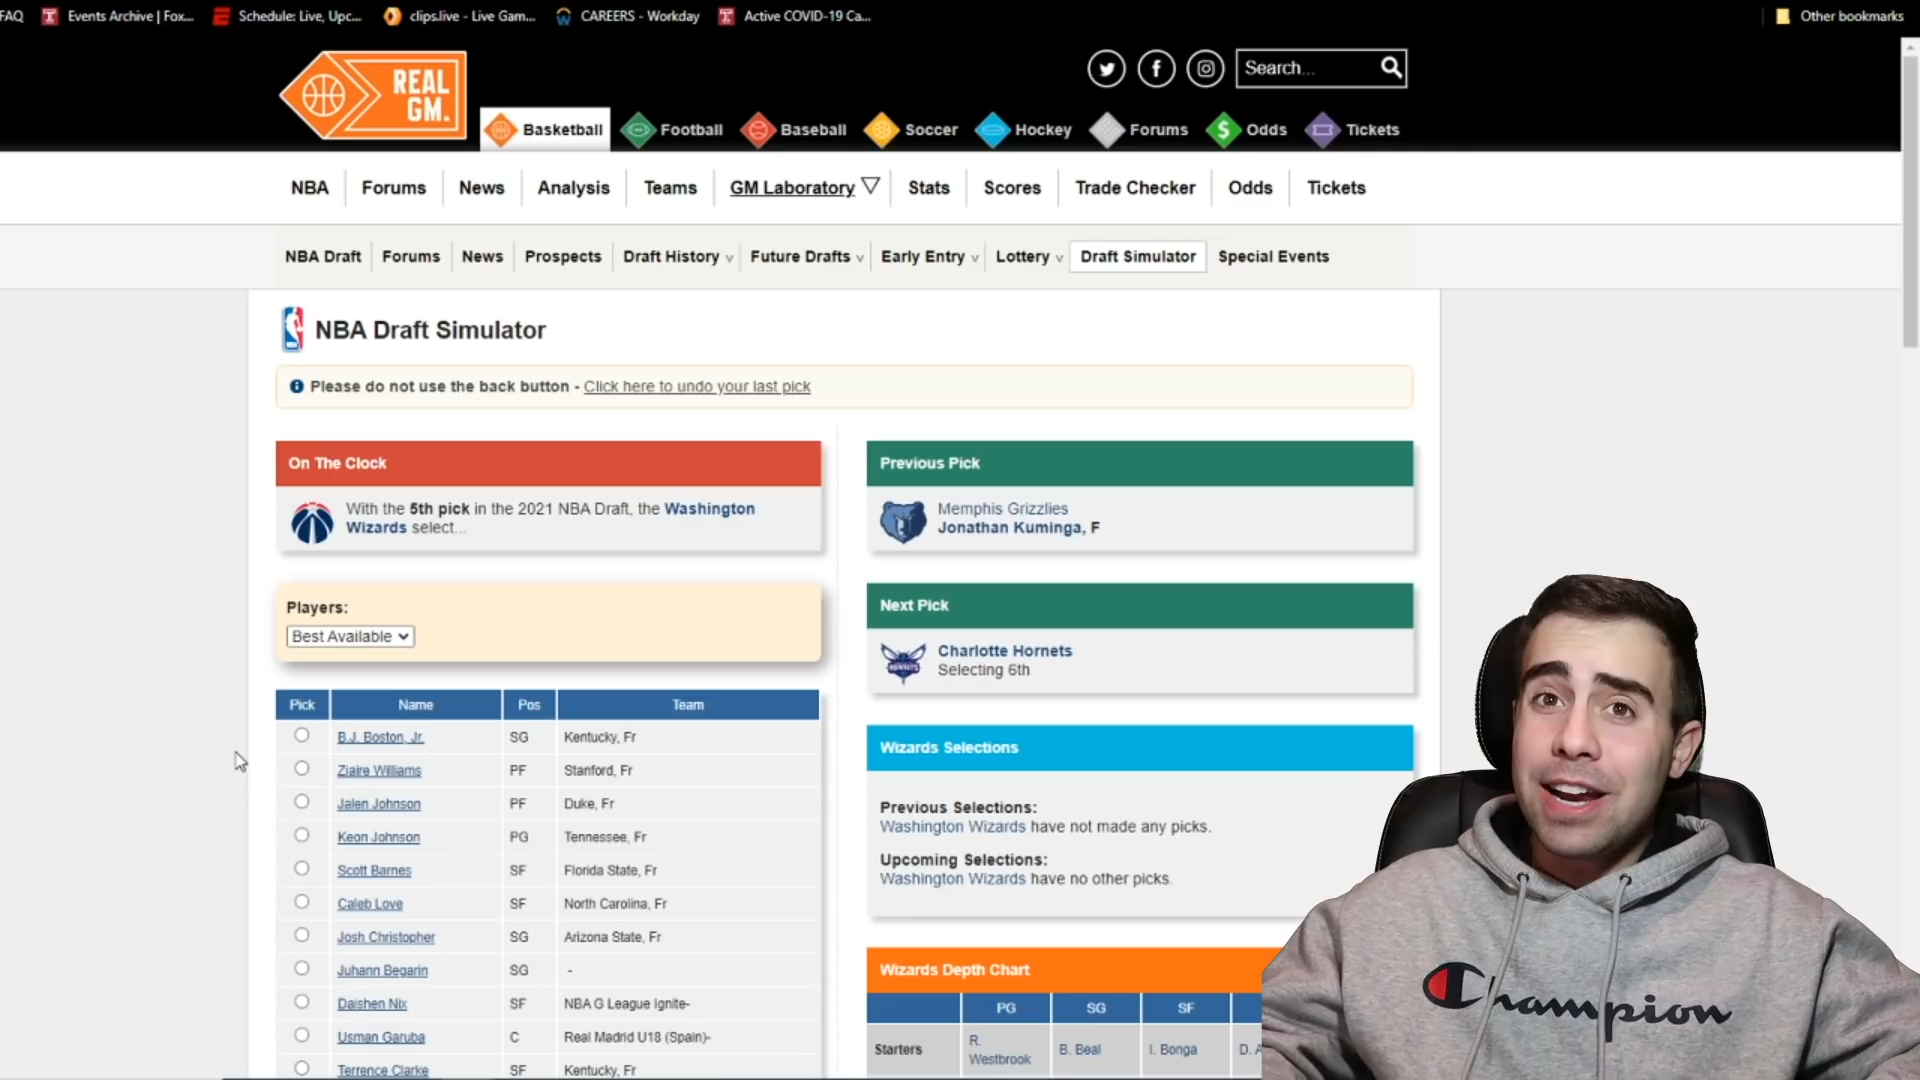 FAQ
Events Archive | Fox...
Schedule: Live, Upc...
clips.live - Live Gam...
CAREERS - Workday
Active COVID-19 Ca...
Other bookmarks
REAL
GM.
Search...
Basketball
Football
Baseball
Soccer
Hockey
Forums
Odds
Tickets
NBA
Forums
News
Analysis
Teams
GM Laboratory
Stats
Scores
Trade Checker
Odds
Tickets
NBA Draft
Forums
News
Prospects
Draft History
Future Drafts
Early Entry
Lottery
Draft Simulator
Special Events
NBA Draft Simulator
Please do not use the back button - Click here to undo your last pick
On The Clock
With the 5th pick in the 2021 NBA Draft, the Washington
Wizards select...
Previous Pick
Memphis Grizzlies
Jonathan Kuminga, F
Players:
Best Available
Next Pick
HORNETS
Charlotte Hornets
Selecting 6th
Pick Name Pos Team
B.J. Boston, Jr. SG Kentucky, Fr
Ziaire Williams PF Stanford, Fr
Jalen Johnson PF Duke, Fr
Keon Johnson PG Tennessee, Fr
Scott Barnes SF Florida State, Fr
Caleb Love SF North Carolina, Fr
Josh Christopher SG Arizona State, Fr
Juhann Begarin SG -
Daishen Nix SF NBA G League Ignite-
Usman Garuba C Real Madrid U18 (Spain)-
Terrence Clarke SF Kentucky, Fr
Wizards Selections
Previous Selections:
Washington Wizards have not made any picks.
Upcoming Selections:
Washington Wizards have no other picks.
Wizards Depth Chart
PG SG SF
Starters R. Westbrook B. Beal I. Bonga D. A
Champion